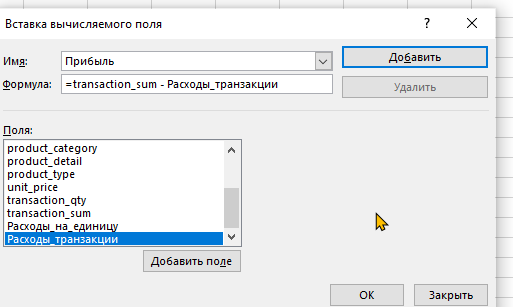 Вставка вычисляемого поля ? ×
Имя: Прибыль Добавить
Формула: =transaction_sum - Расходы_транзакции Удалить
Поля:
product_category
product_detail
product_type
unit_price
transaction_qty
transaction_sum
Расходы_на_единицу
Расходы_транзакции
Добавить поле
ОК Закрыть